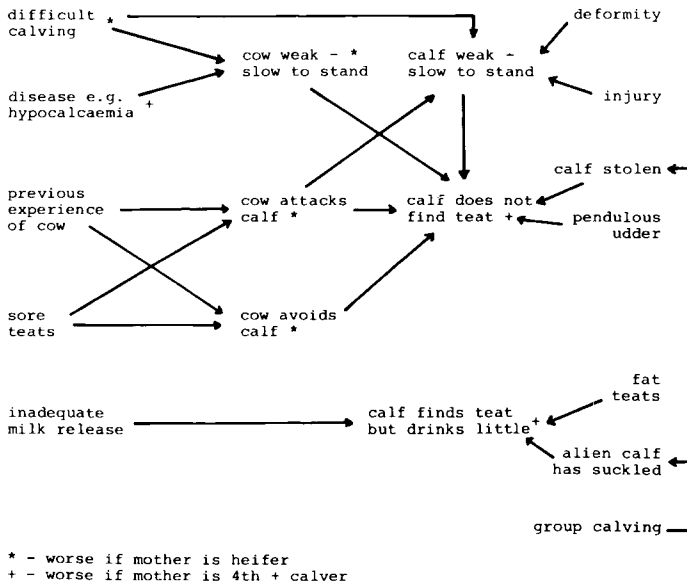 difficult
calving *
deformity
cow weak - *
slow to stand
calf weak -
slow to stand
disease e.g.
hypocalcaemia +
injury
calf stolen
previous
experience
of cow
cow attacks
calf *
calf does not
find teat +
pendulous
udder
sore
teats
cow avoids
calf *
fat
teats
inadequate
milk release
calf finds teat
but drinks little +
alien calf
has suckled
group calving
* - worse if mother is heifer
+ - worse if mother is 4th + calver